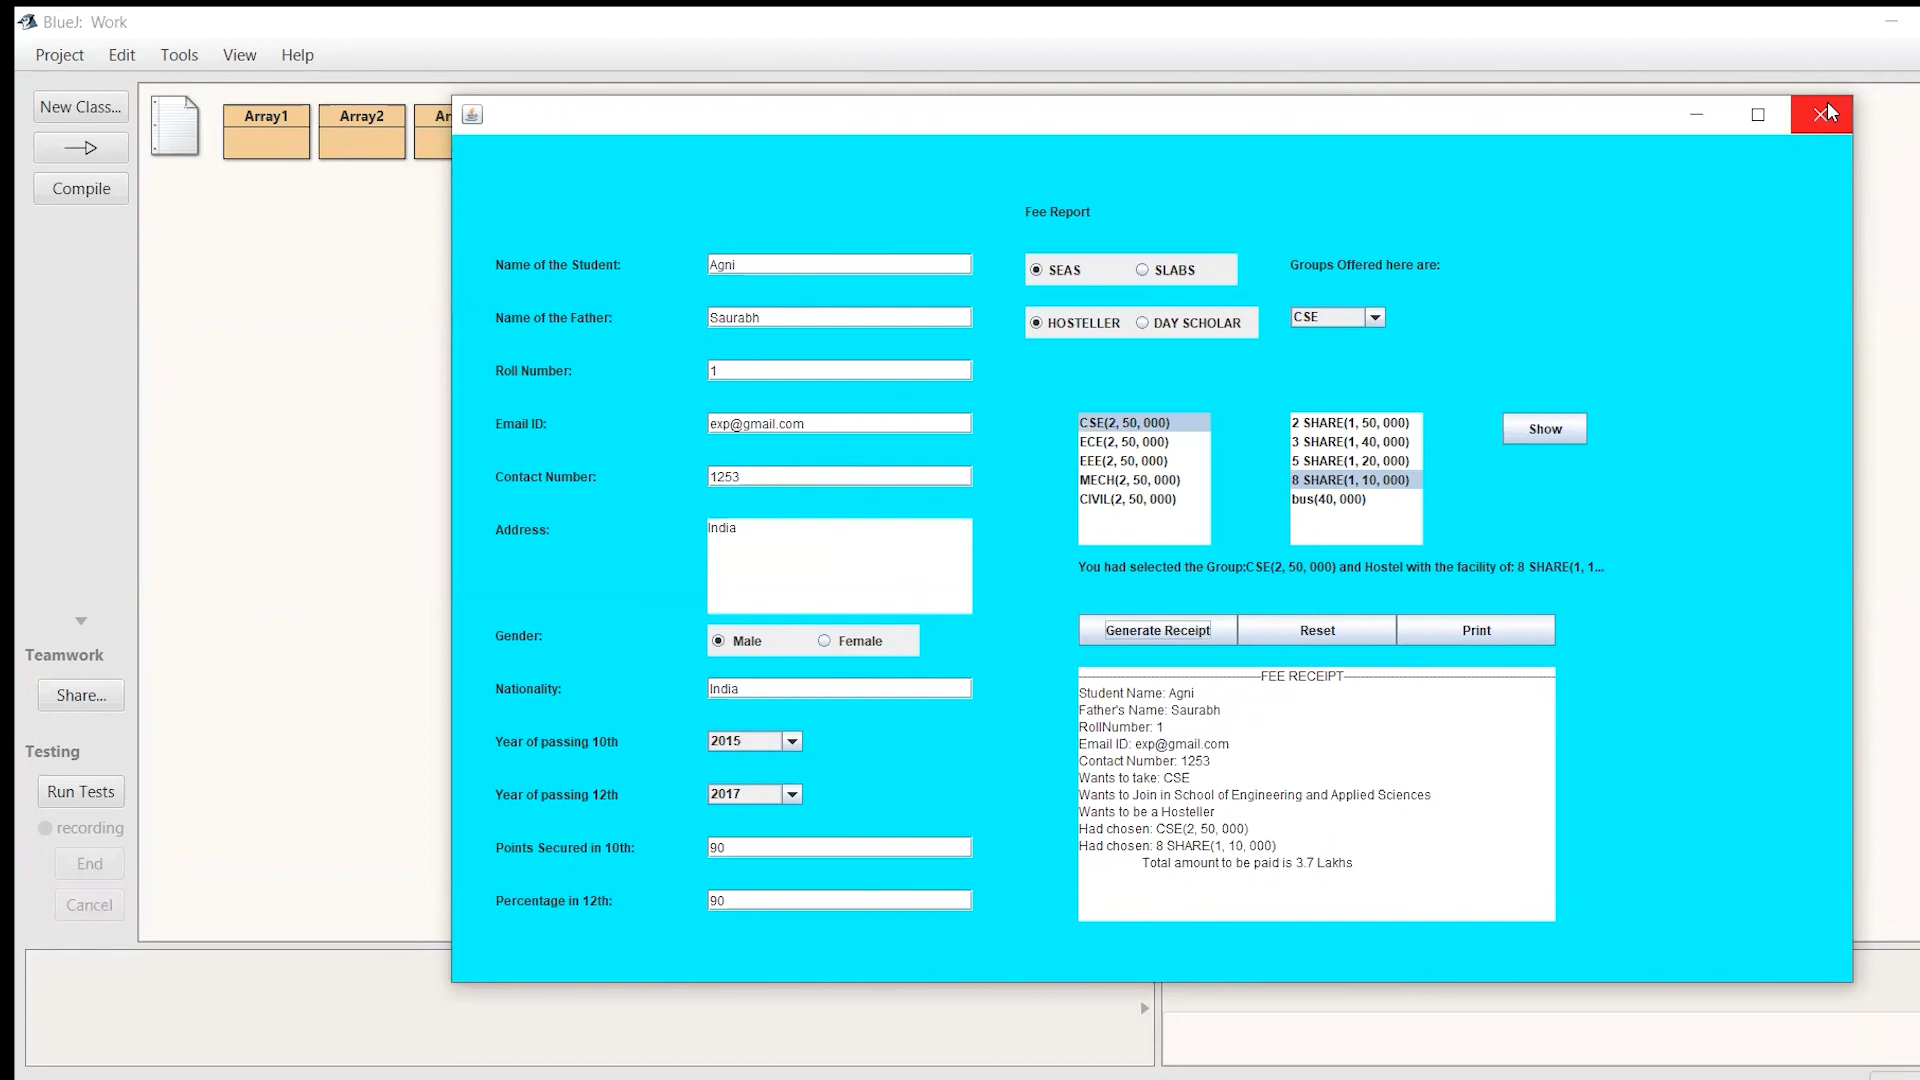 BlueJ: Work
Project Edit Tools View Help
New Class...
Compile
Array1
Array2
Teamwork
Share...
Testing
Run Tests
recording
End
Cancel
Fee Report
Name of the Student: Agni
SEAS SLABS
Groups Offered here are:
Name of the Father: Saurabh
HOSTELLER DAY SCHOLAR
CSE
Roll Number: 1
Email ID: exp@gmail.com
Contact Number: 1253
Address: India
Gender: Male Female
Nationality: India
Year of passing 10th 2015
Year of passing 12th 2017
Points Secured in 10th: 90
Percentage in 12th: 90
CSE(2, 50, 000)
ECE(2, 50, 000)
EEE(2, 50, 000)
MECH(2, 50, 000)
CIVIL(2, 50, 000)
2 SHARE(1, 50, 000)
3 SHARE(1, 40, 000)
5 SHARE(1, 20, 000)
8 SHARE(1, 10, 000)
bus(40, 000)
Show
You had selected the Group:CSE(2, 50, 000) and Hostel with the facility of: 8 SHARE(1, 1...
Generate Receipt Reset Print
FEE RECEIPT
Student Name: Agni
Father's Name: Saurabh
RollNumber: 1
Email ID: exp@gmail.com
Contact Number: 1253
Wants to take: CSE
Wants to Join in School of Engineering and Applied Sciences
Wants to be a Hosteller
Had chosen: CSE(2, 50, 000)
Had chosen: 8 SHARE(1, 10, 000)
Total amount to be paid is 3.7 Lakhs